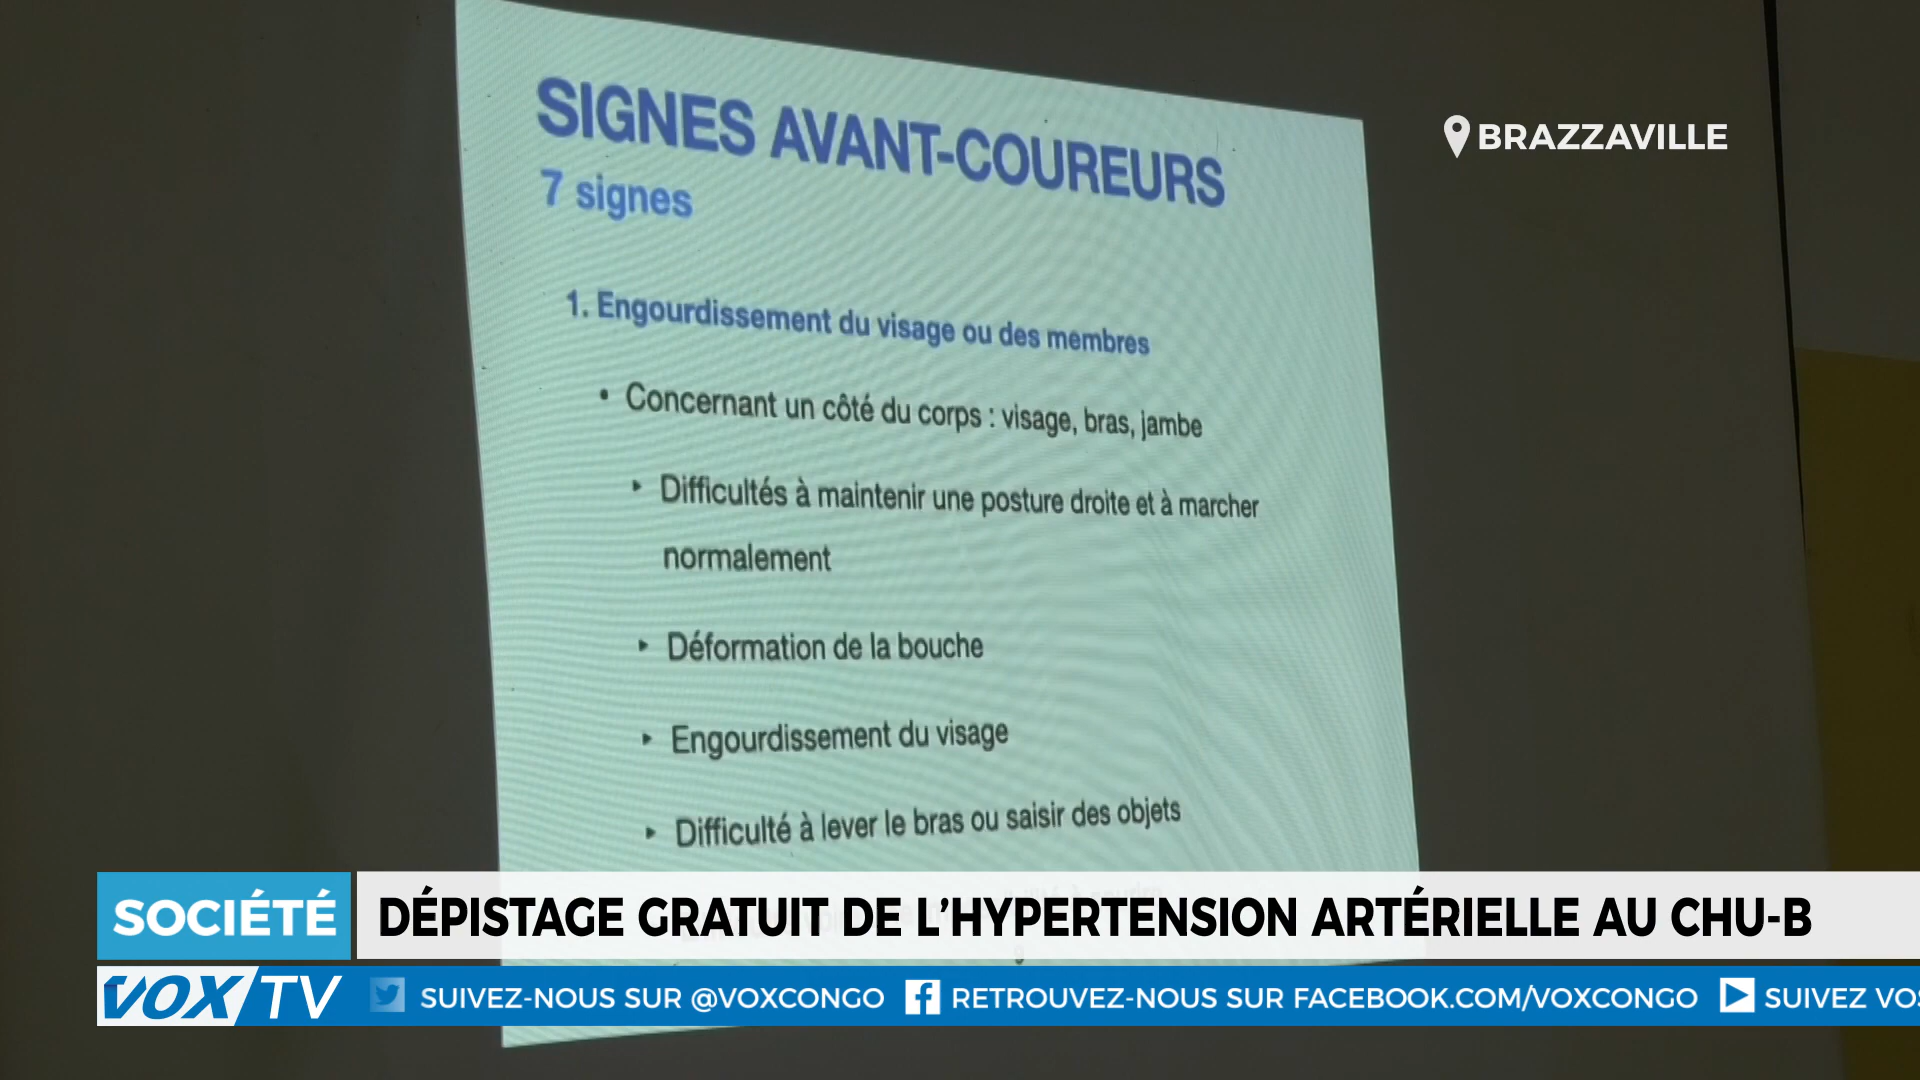 SIGNES AVANT-COUREURS
7 signes
BRAZZAVILLE
1. Engourdissement du visage ou des membres
• Concernant un côté du corps : visage, bras, jambe
‣ Difficultés à maintenir une posture droite et à marcher
normalement
‣ Déformation de la bouche
‣ Engourdissement du visage
‣ Difficulté à lever le bras ou saisir des objets
SOCIÉTÉ
DÉPISTAGE GRATUIT DE L'HYPERTENSION ARTÉRIELLE AU CHU-B
VOX TV
SUIVEZ-NOUS SUR @VOXCONGO
RETROUVEZ-NOUS SUR FACEBOOK.COM/VOXCONGO
SUIVEZ